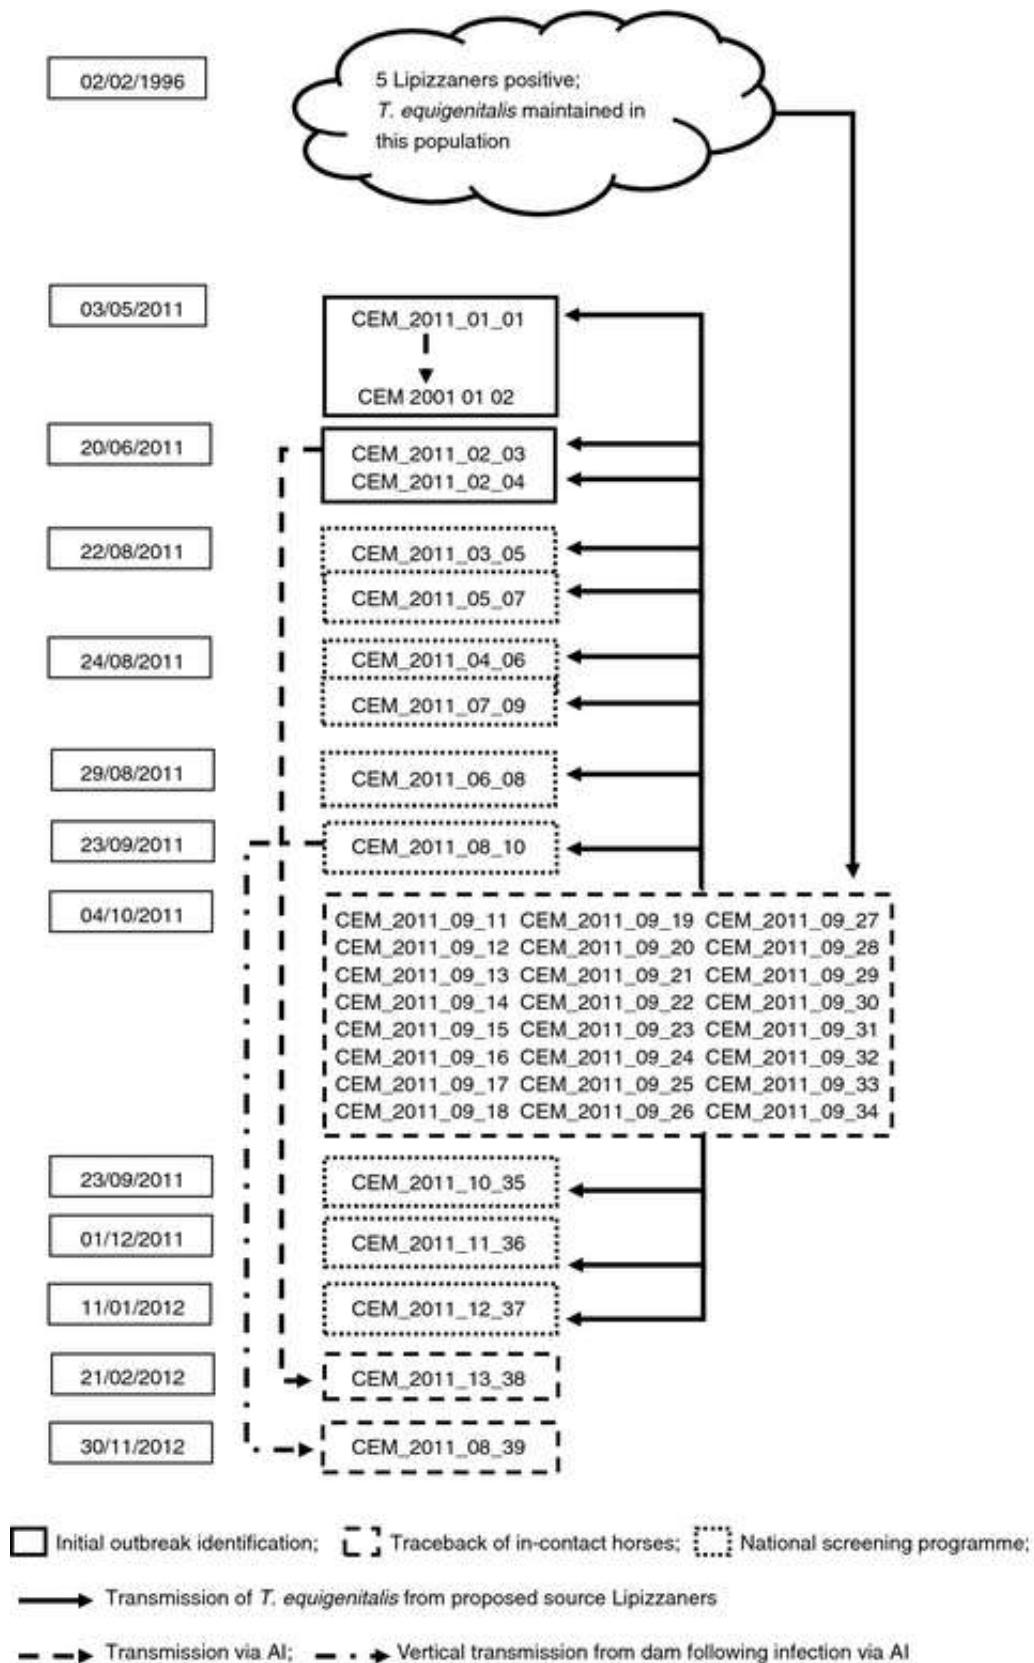 02/02/1996
5 Lipizzaners positive;
T. equigenitalis maintained in
this population
03/05/2011
CEM_2011_01_01
CEM 2001 01 02
20/06/2011
CEM_2011_02_03
CEM_2011_02_04
22/08/2011
CEM_2011_03_05
CEM_2011_05_07
24/08/2011
CEM_2011_04_06
CEM_2011_07_09
29/08/2011
CEM_2011_06_08
23/09/2011
CEM_2011_08_10
04/10/2011
CEM_2011_09_11 CEM_2011_09_19 CEM_2011_09_27
CEM_2011_09_12 CEM_2011_09_20 CEM_2011_09_28
CEM_2011_09_13 CEM_2011_09_21 CEM_2011_09_29
CEM_2011_09_14 CEM_2011_09_22 CEM_2011_09_30
CEM_2011_09_15 CEM_2011_09_23 CEM_2011_09_31
CEM_2011_09_16 CEM_2011_09_24 CEM_2011_09_32
CEM_2011_09_17 CEM_2011_09_25 CEM_2011_09_33
CEM_2011_09_18 CEM_2011_09_26 CEM_2011_09_34
23/09/2011
CEM_2011_10_35
01/12/2011
CEM_2011_11_36
11/01/2012
CEM_2011_12_37
21/02/2012
CEM_2011_13_38
30/11/2012
CEM_2011_08_39
Initial outbreak identification; Traceback of in-contact horses; National screening programme;
Transmission of T. equigenitalis from proposed source Lipizzaners
Transmission via AI; Vertical transmission from dam following infection via AI